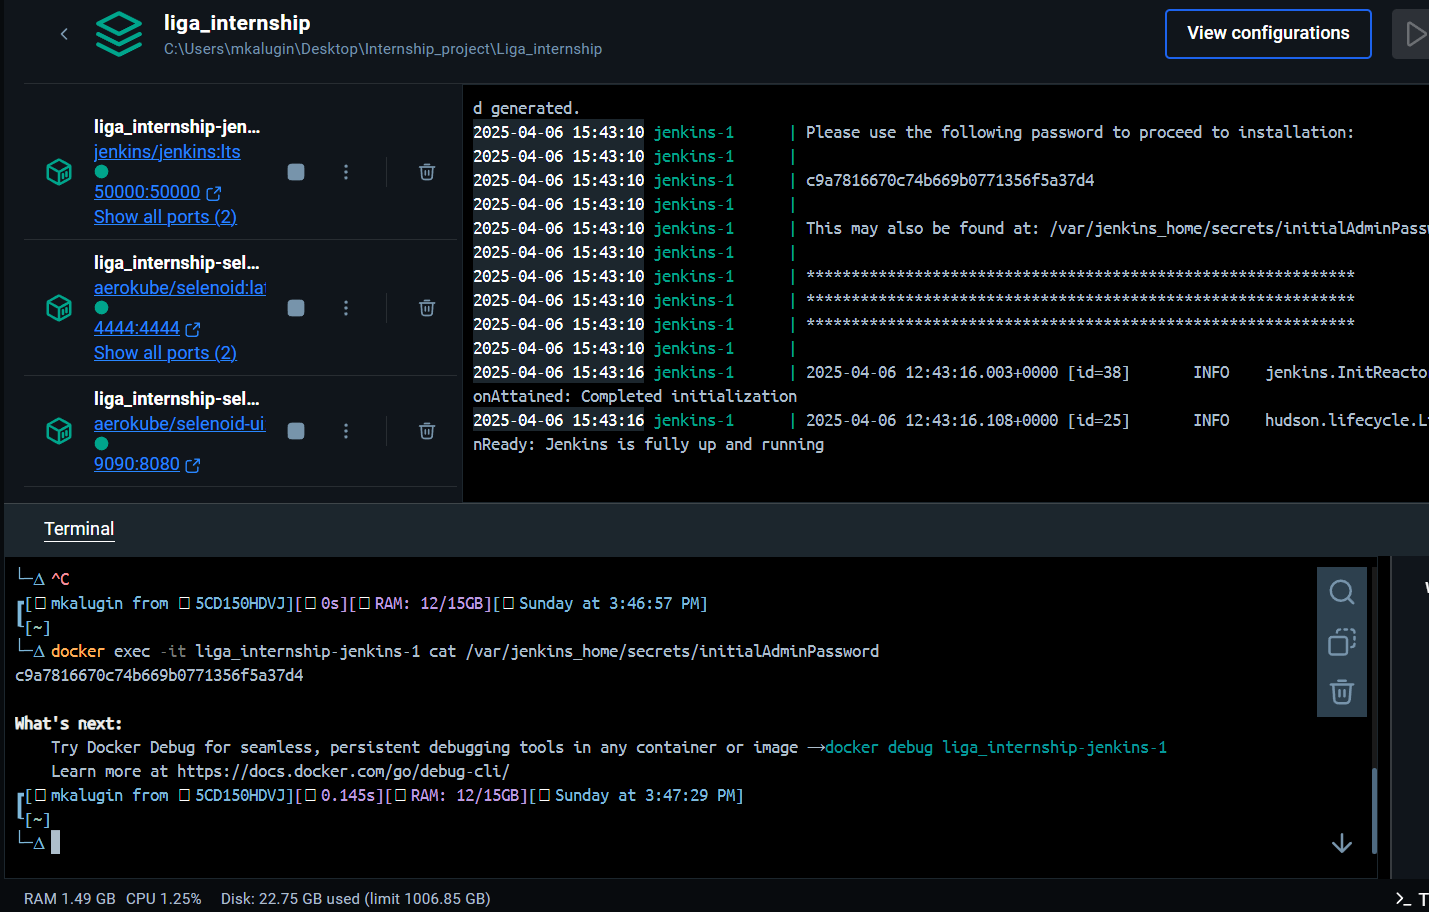 liga_internship
C:\Users\mkalugin\Desktop\Internship_project\Liga_internship
View configurations
liga_internship-jen...
jenkins/jenkins:lts
50000:50000
Show all ports (2)
liga_internship-sel...
aerokube/selenoid:lat
4444:4444
Show all ports (2)
liga_internship-sel...
aerokube/selenoid-ui
9090:8080
d generated.
2025-04-06 15:43:10 jenkins-1 | Please use the following password to proceed to installation:
2025-04-06 15:43:10 jenkins-1 |
2025-04-06 15:43:10 jenkins-1 | c9a7816670c74b669b0771356f5a37d4
2025-04-06 15:43:10 jenkins-1 |
2025-04-06 15:43:10 jenkins-1 | This may also be found at: /var/jenkins_home/secrets/initialAdminPassw
2025-04-06 15:43:10 jenkins-1 |
2025-04-06 15:43:10 jenkins-1 | *************************************************************
2025-04-06 15:43:10 jenkins-1 | *************************************************************
2025-04-06 15:43:10 jenkins-1 | *************************************************************
2025-04-06 15:43:10 jenkins-1 |
2025-04-06 15:43:16 jenkins-1 | 2025-04-06 12:43:16.003+0000 [id=38] INFO jenkins.InitReacto
onAttained: Completed initialization
2025-04-06 15:43:16 jenkins-1 | 2025-04-06 12:43:16.108+0000 [id=25] INFO hudson.lifecycle.Li
nReady: Jenkins is fully up and running
Terminal
└─Δ ^C
┏[□ mkalugin from □ 5CD150HDVJ][□ 0s][□ RAM: 12/15GB][□ Sunday at 3:46:57 PM]
┖[~]
└─Δ docker exec -it liga_internship-jenkins-1 cat /var/jenkins_home/secrets/initialAdminPassword
c9a7816670c74b669b0771356f5a37d4
What's next:
Try Docker Debug for seamless, persistent debugging tools in any container or image →docker debug liga_internship-jenkins-1
Learn more at https://docs.docker.com/go/debug-cli/
┏[□ mkalugin from □ 5CD150HDVJ][□ 0.145s][□ RAM: 12/15GB][□ Sunday at 3:47:29 PM]
┖[~]
└─Δ
RAM 1.49 GB CPU 1.25% Disk: 22.75 GB used (limit 1006.85 GB)
>_ T